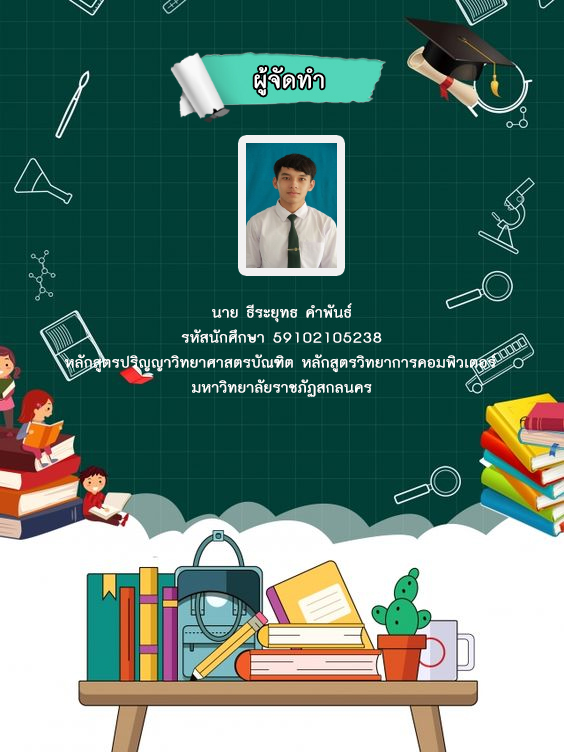 ผู้จัดทำ
นาย ธีระยุทธ คำพันธ์
รหัสนักศึกษา 59102105238
หลักสูตรปริญญาวิทยาศาสตรบัณฑิต หลักสูตรวิทยาการคอมพิวเตอร์
มหาวิทยาลัยราชภัฏสกลนคร